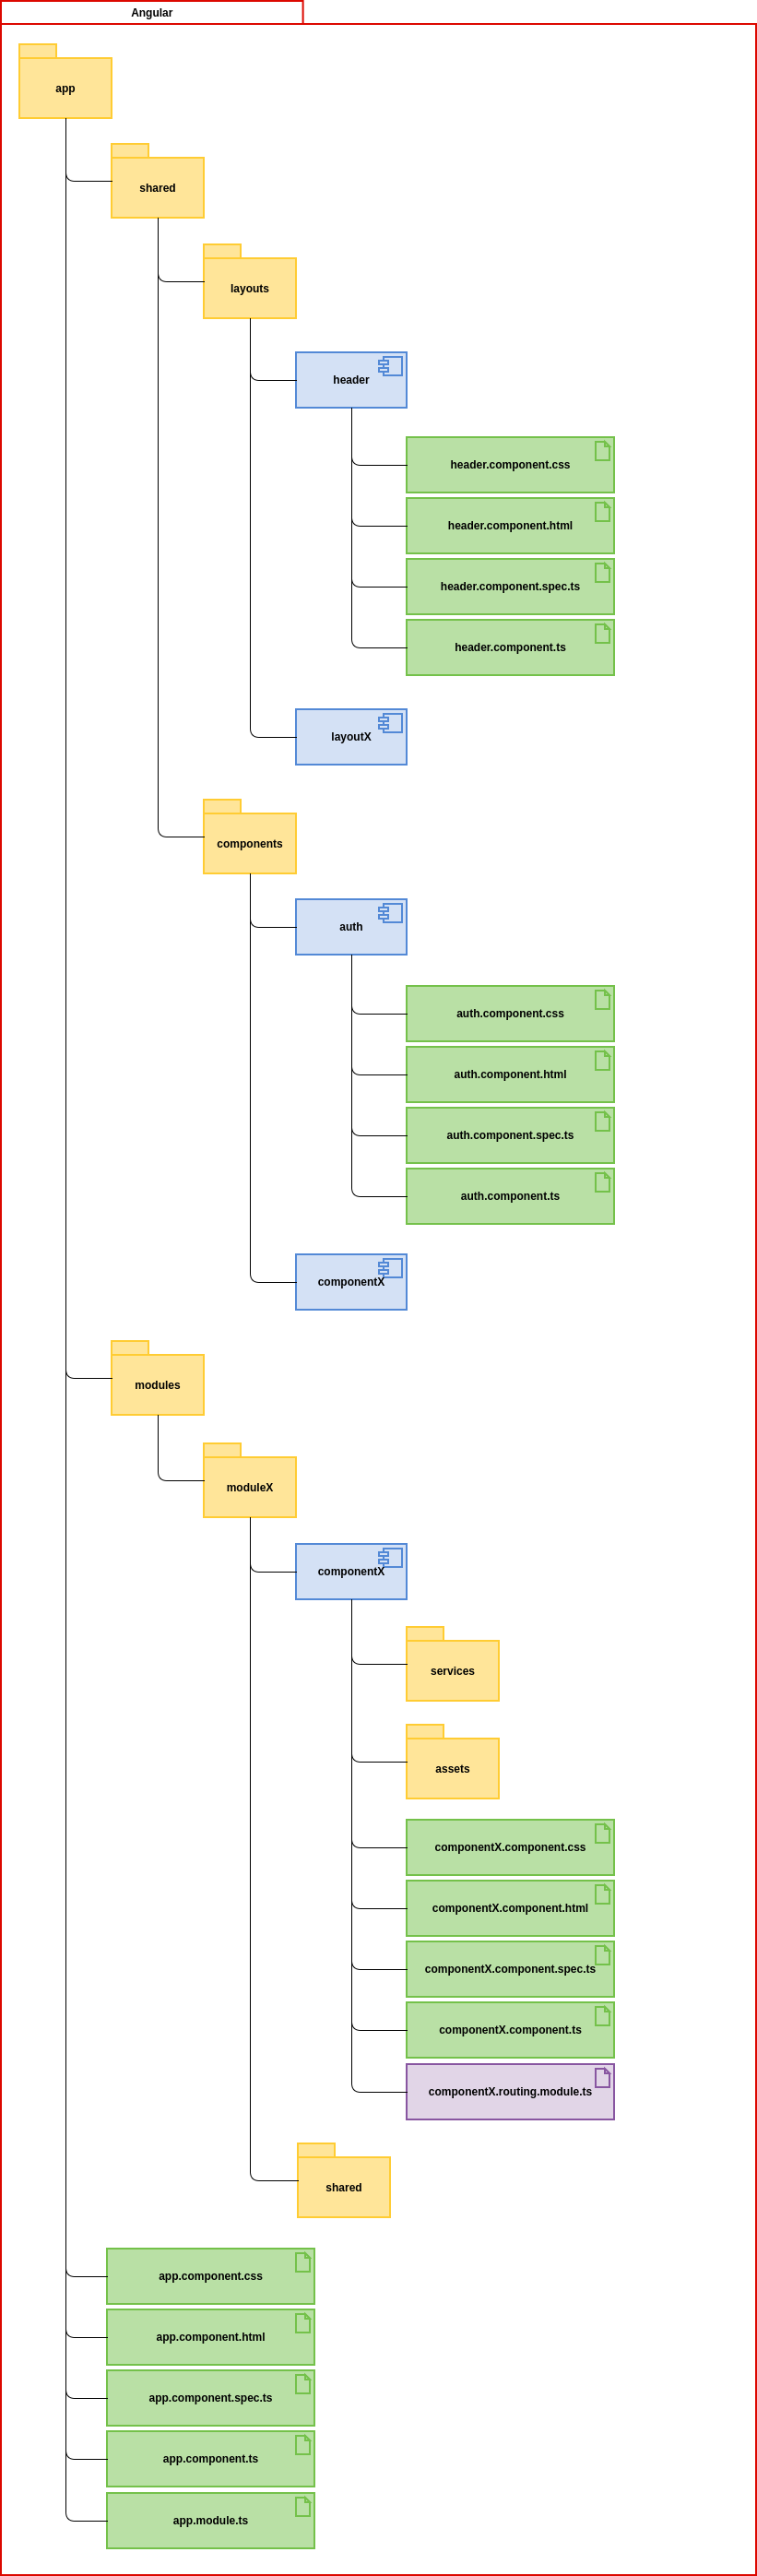 Angular
app
shared
layouts
header
header.component.css
header.component.html
header.component.spec.ts
header.component.ts
layoutX
components
auth
auth.component.css
auth.component.html
auth.component.spec.ts
auth.component.ts
componentX
modules
moduleX
componentX
services
assets
componentX.component.css
componentX.component.html
componentX.component.spec.ts
componentX.component.ts
componentX.routing.module.ts
shared
app.component.css
app.component.html
app.component.spec.ts
app.component.ts
app.module.ts